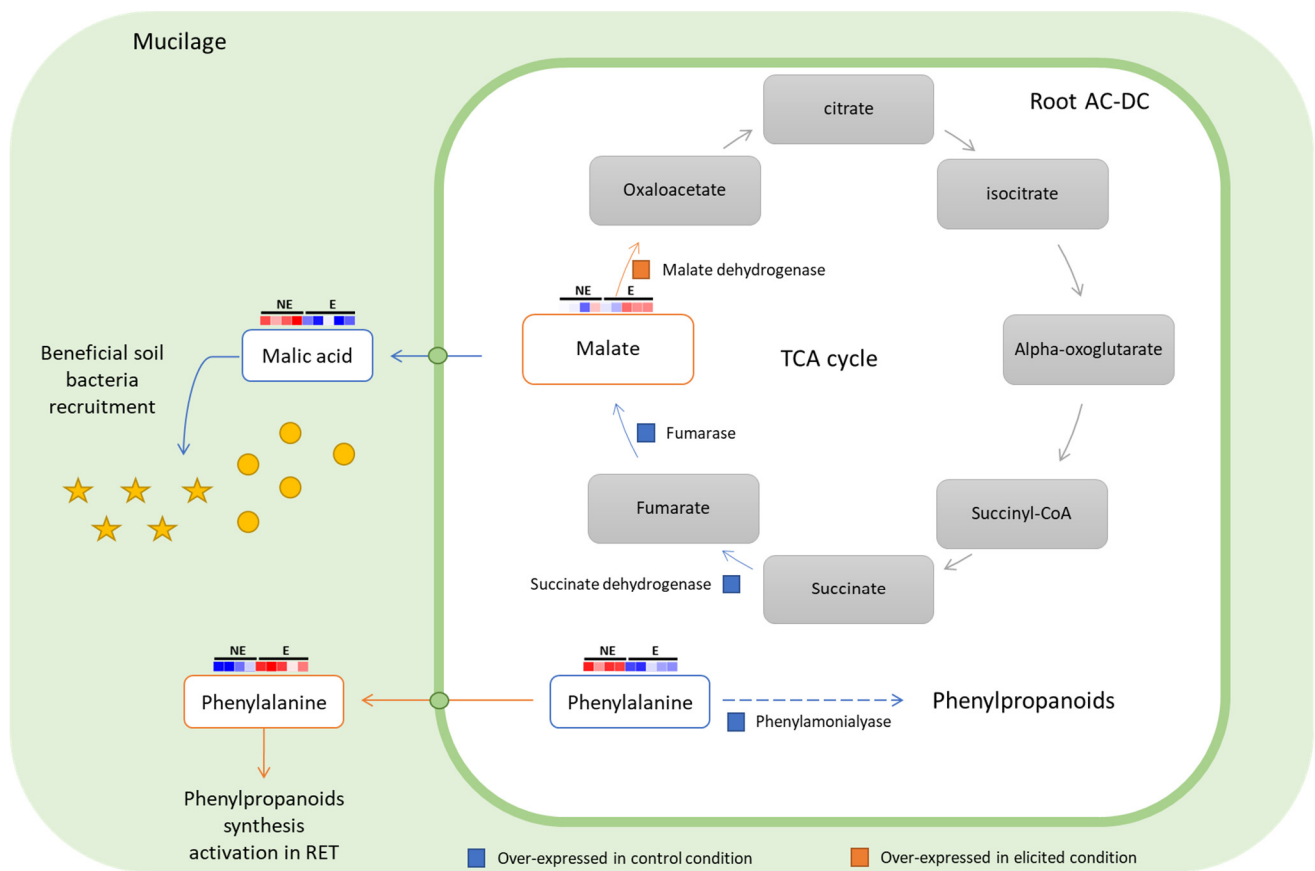 Mucilage
Root AC-DC
citrate
Oxaloacetate
isocitrate
Malate dehydrogenase
NE E
Malate
NE E
Malic acid
TCA cycle
Alpha-oxoglutarate
Beneficial soil
bacteria
recruitment
Fumarase
Fumarate
Succinyl-CoA
Succinate dehydrogenase
Succinate
NE E
Phenylalanine
NE E
Phenylalanine
Phenylamonialyase
Phenylpropanoids
Phenylpropanoids
synthesis
activation in RET
Over-expressed in control condition
Over-expressed in elicited condition